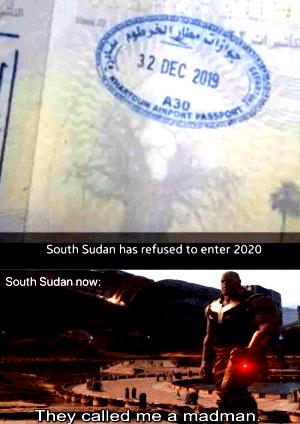 جوازات مطار الخرطوم
32 DEC 2019
A30
KHARTOUM AIRPORT PASSPORT
South Sudan has refused to enter 2020
South Sudan now:
They called me a madman.